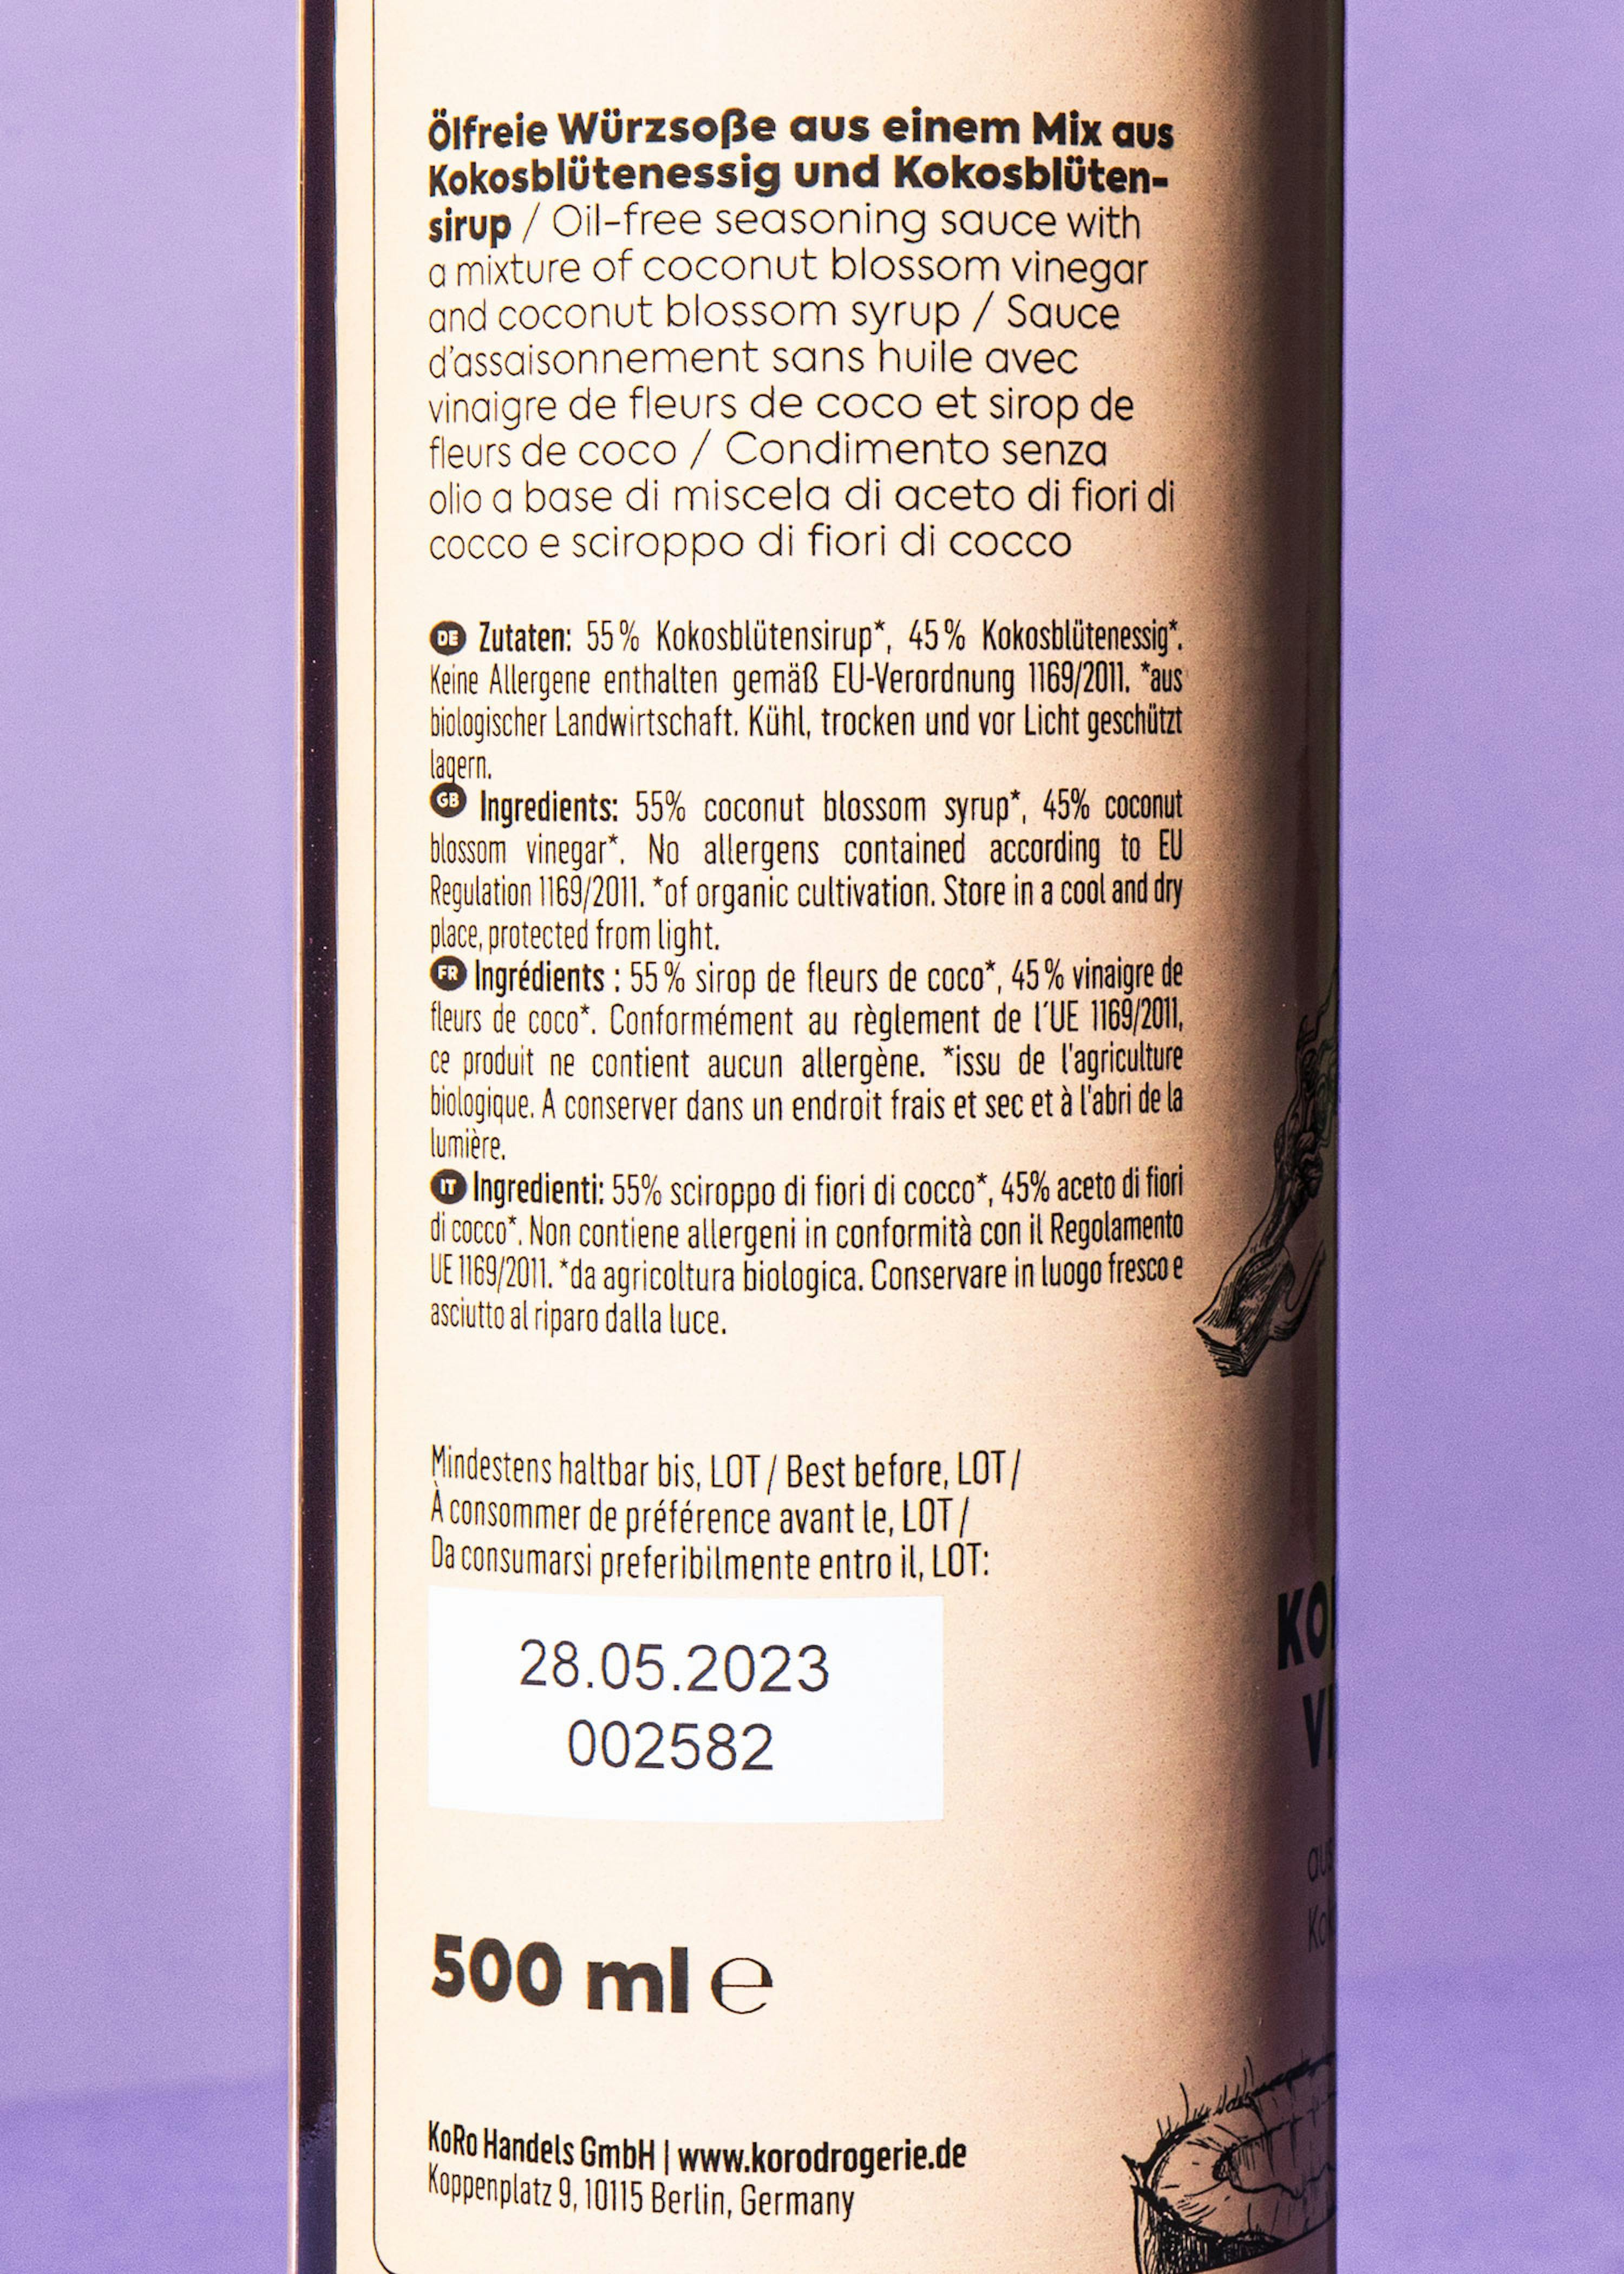 Ölfreie Würzsoße aus einem Mix aus
Kokosblütenessig und Kokosblüten-
sirup / Oil-free seasoning sauce with
a mixture of coconut blossom vinegar
and coconut blossom syrup / Sauce
d'assaisonnement sans huile avec
vinaigre de fleurs de coco et sirop de
fleurs de coco / Condimento senza
olio a base di miscela di aceto di fiori di
cocco e sciroppo di fiori di cocco
DE Zutaten: 55 % Kokosblütensirup*, 45 % Kokosblütenessig*.
Keine Allergene enthalten gemäß EU-Verordnung 1169/2011. *aus
biologischer Landwirtschaft. Kühl, trocken und vor Licht geschützt
lagern.
GB Ingredients: 55% coconut blossom syrup*, 45% coconut
blossom vinegar*. No allergens contained according to EU
Regulation 1169/2011. *of organic cultivation. Store in a cool and dry
place, protected from light.
FR Ingrédients : 55 % sirop de fleurs de coco*, 45 % vinaigre de
fleurs de coco*. Conformément au règlement de l´UE 1169/2011,
ce produit ne contient aucun allergène. *issu de l'agriculture
biologique. A conserver dans un endroit frais et sec et à l'abri de la
lumière.
IT Ingredienti: 55% sciroppo di fiori di cocco*, 45% aceto di fiori
di cocco*. Non contiene allergeni in conformità con il Regolamento
UE 1169/2011. *da agricoltura biologica. Conservare in luogo fresco e
asciutto al riparo dalla luce.
Mindestens haltbar bis, LOT / Best before, LOT /
À consommer de préférence avant le, LOT /
Da consumarsi preferibilmente entro il, LOT:
28.05.2023
002582
500 ml e
KoRo Handels GmbH | www.korodrogerie.de
Koppenplatz 9, 10115 Berlin, Germany